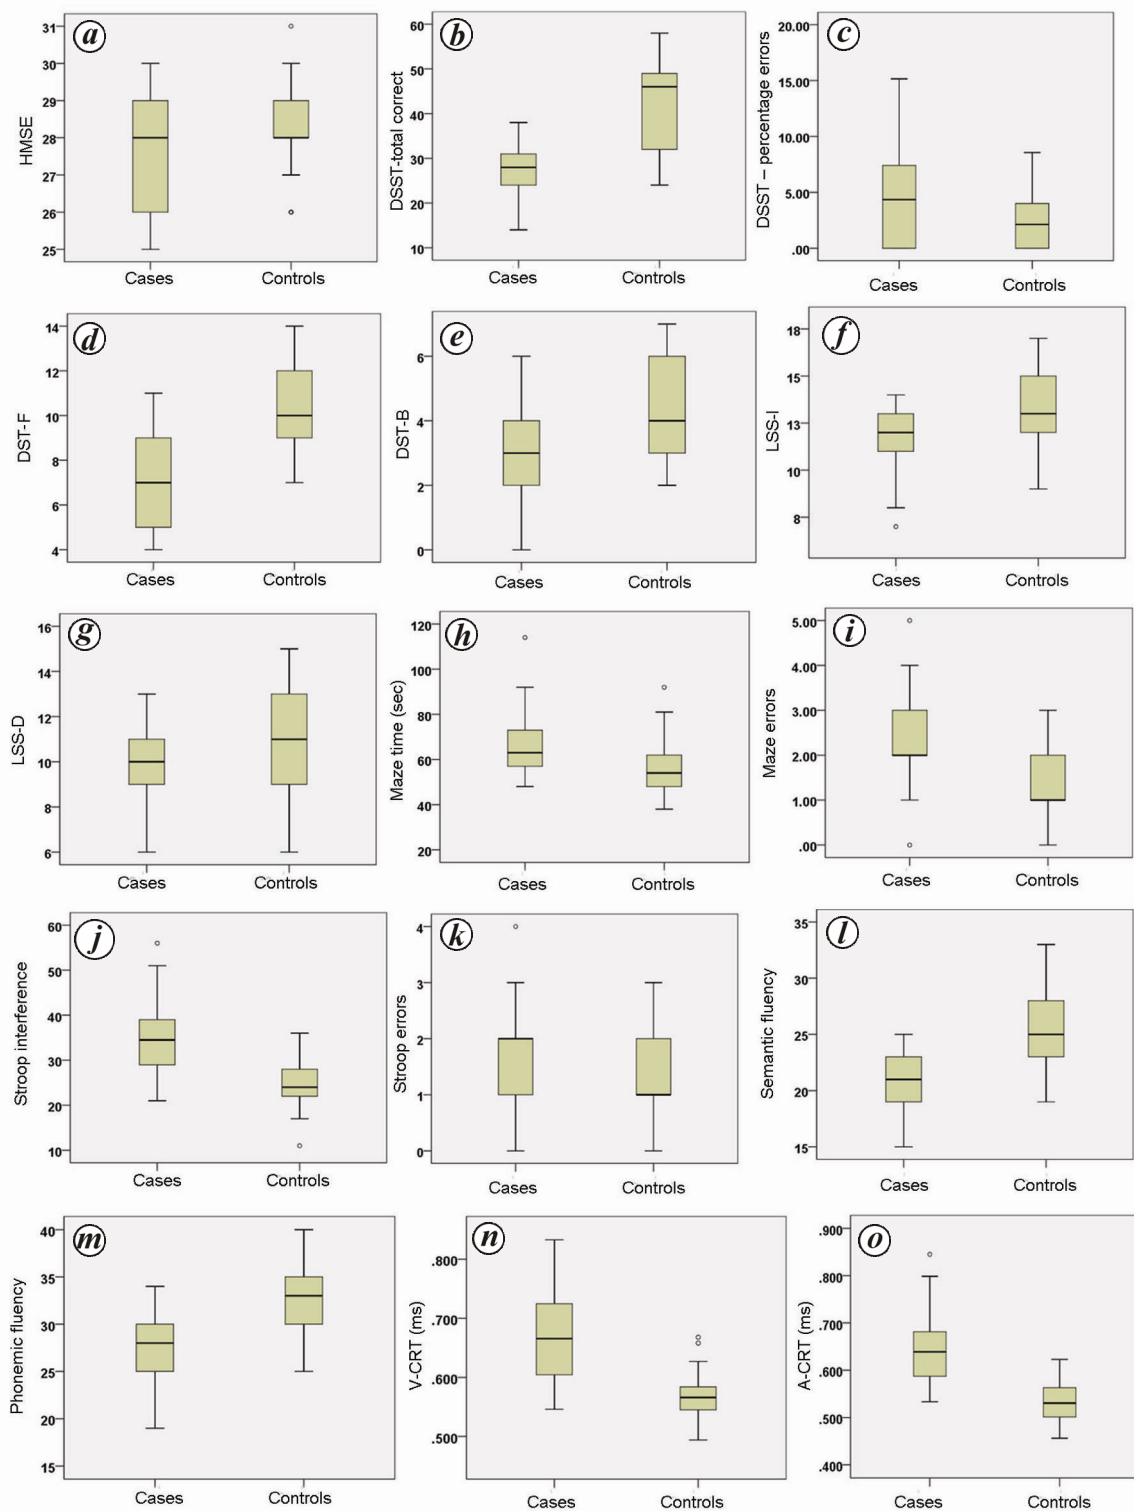 a
HMSE
31
30
29
28
27
26
25
Cases Controls
b
DSST-total correct
60
50
40
30
20
10
Cases Controls
c
DSST – percentage errors
20.00
15.00
10.00
5.00
.00
Cases Controls
d
DST-F
14
12
10
8
6
4
Cases Controls
e
DST-B
6
4
2
0
Cases Controls
f
LSS-I
18
15
13
10
8
Cases Controls
g
LSS-D
16
14
12
10
8
6
Cases Controls
h
Maze time (sec)
120
100
80
60
40
20
Cases Controls
i
Maze errors
5.00
4.00
3.00
2.00
1.00
.00
Cases Controls
j
Stroop interference
60
50
40
30
20
10
Cases Controls
k
Stroop errors
4
3
2
1
0
Cases Controls
l
Semantic fluency
35
30
25
20
15
Cases Controls
m
Phonemic fluency
40
35
30
25
20
15
Cases Controls
n
V-CRT (ms)
.800
.700
.600
.500
Cases Controls
o
A-CRT (ms)
.900
.800
.700
.600
.500
.400
Cases Controls